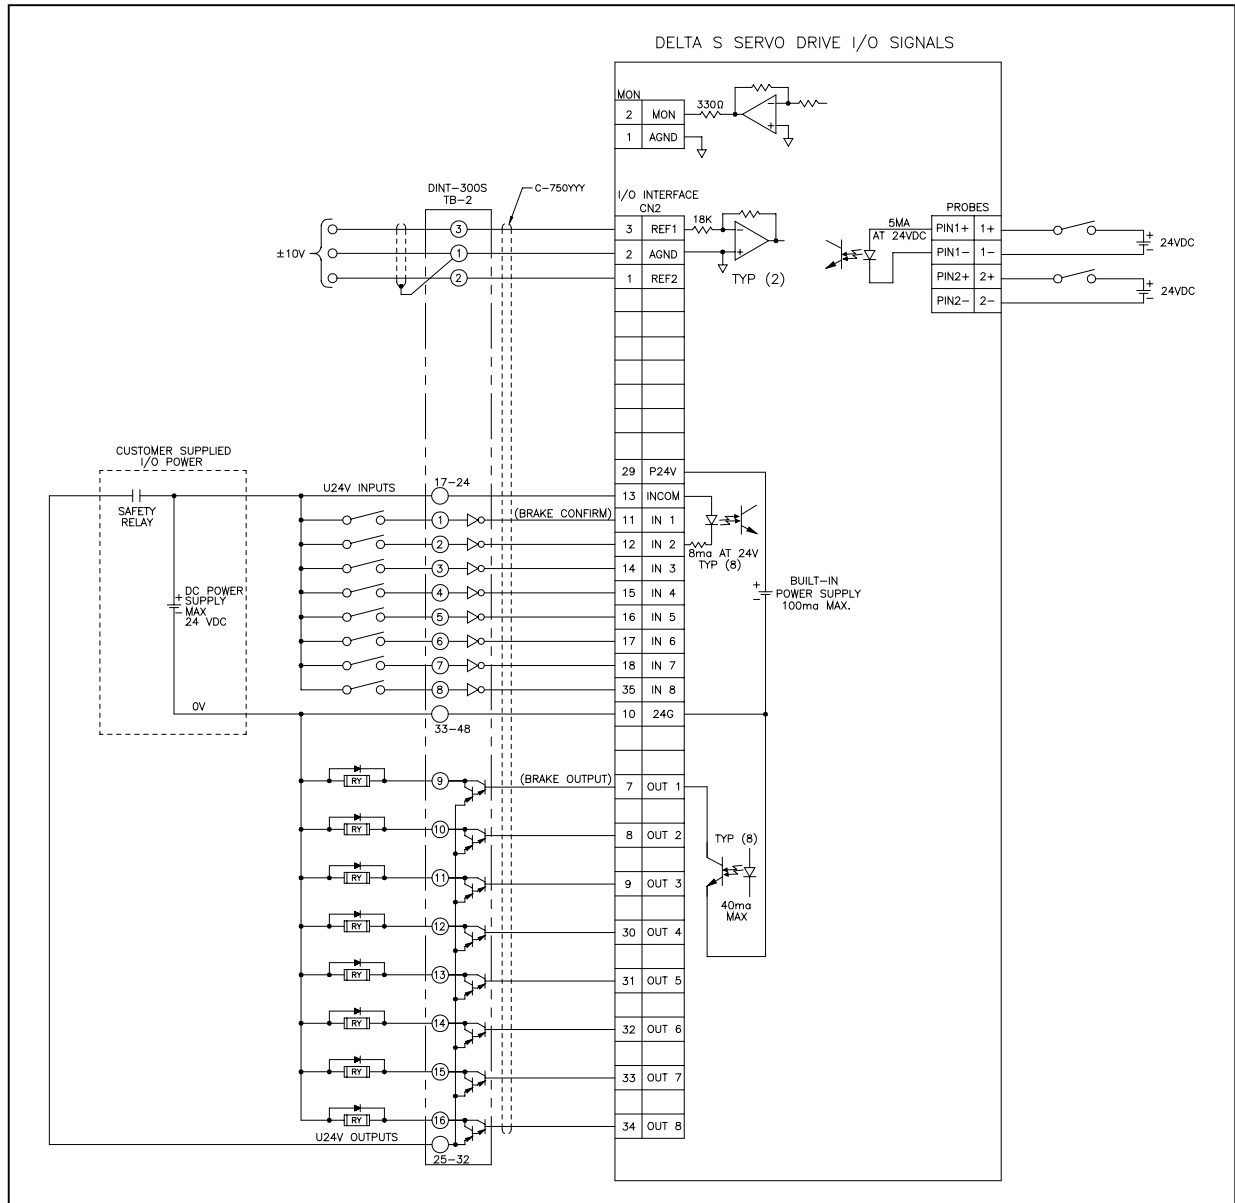 DELTA S SERVO DRIVE I/O SIGNALS
MON
2 MON
1 AGND
330Ω
− +
DINT-300S
TB-2
C-750YYY
I/O INTERFACE
CN2
3 REF1
2 AGND
1 REF2
18K
− +
TYP (2)
±10V
3
1
2
PROBES
PIN1+ 1+
PIN1− 1−
PIN2+ 2+
PIN2− 2−
5MA
AT 24VDC
+ − 24VDC
+ − 24VDC
CUSTOMER SUPPLIED
I/O POWER
SAFETY
RELAY
+ DC POWER
− SUPPLY
MAX
24 VDC
0V
U24V INPUTS
17-24
(BRAKE CONFIRM)
1
2
3
4
5
6
7
8
33-48
29 P24V
13 INCOM
11 IN 1
12 IN 2
14 IN 3
15 IN 4
16 IN 5
17 IN 6
18 IN 7
35 IN 8
10 24G
8ma AT 24V
TYP (8)
+ BUILT-IN
− POWER SUPPLY
100ma MAX.
(BRAKE OUTPUT)
RY 9
RY 10
RY 11
RY 12
RY 13
RY 14
RY 15
RY 16
U24V OUTPUTS
25-32
7 OUT 1
8 OUT 2
9 OUT 3
30 OUT 4
31 OUT 5
32 OUT 6
33 OUT 7
34 OUT 8
TYP (8)
40ma
MAX